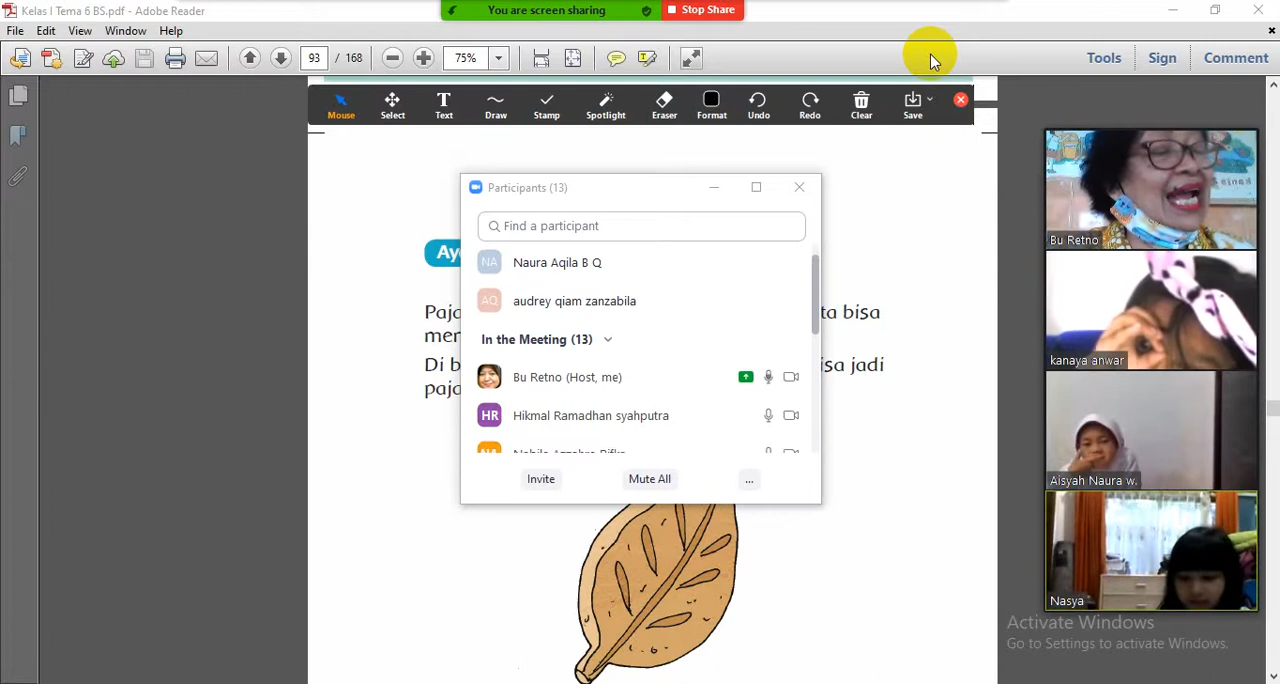 Kelas I Tema 6 BS.pdf - Adobe Reader
You are screen sharing
Stop Share
File Edit View Window Help
93 / 168
75%
Tools Sign Comment
Mouse Select Text Draw Stamp Spotlight Eraser Format Undo Redo Clear Save
Participants (13)
Find a participant
NA Naura Aqila B Q
AQ audrey qiam zanzabila
In the Meeting (13)
Bu Retno (Host, me)
HR Hikmal Ramadhan syahputra
Invite Mute All ...
Ay
Paja ta bisa
mer
Di b isa jadi
paja
Bu Retno
kanaya anwar
Aisyah Naura w.
Nasya
Activate Windows
Go to Settings to activate Windows.